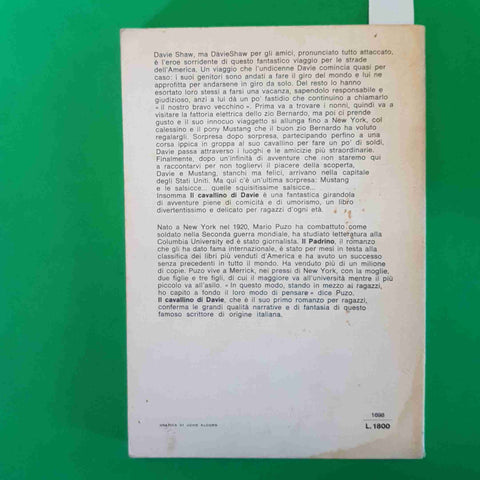 Davie Shaw, ma DavieShaw per gli amici, pronunciato tutto attaccato,
è l'eroe sorridente di questo fantastico viaggio per le strade
dell'America. Un viaggio che l'undicenne Davie comincia quasi per
caso: i suoi genitori sono andati a fare il giro del mondo e lui ne
approfitta per andarsene in giro da solo. Del resto lo hanno
esortato loro stessi a farsi una vacanza, sapendolo responsabile e
giudizioso, anzi a lui dà un po' fastidio che continuino a chiamarlo
« il nostro bravo vecchino ». Prima va a trovare i nonni, quindi va a
visitare la fattoria elettrica dello zio Bernardo, ma poi ci prende
gusto e il suo innocuo viaggetto si allunga fino a New York, col
calessino e il pony Mustang che il buon zio Bernardo ha voluto
regalargli. Sorpresa dopo sorpresa, partecipando perfino a una
corsa ippica in groppa al suo cavallino per fare un po' di soldi,
Davie passa attraverso i luoghi e le amicizie più straordinarie.
Finalmente, dopo un'infinità di avventure che non staremo qui
a raccontarvi per non togliervi il piacere della scoperta,
Davie e Mustang, stanchi ma felici, arrivano nella capitale
degli Stati Uniti. Ma qui c'è un'ultima sorpresa: Mustang
e le salsicce... quelle squisitissime salsicce...
Insomma Il cavallino di Davie è una fantastica girandola
di avventure piene di comicità e di umorismo, un libro
divertentissimo e delicato per ragazzi d'ogni età.
Nato a New York nel 1920, Mario Puzo ha combattuto come
soldato nella Seconda guerra mondiale, ha studiato letteratura alla
Columbia University ed è stato giornalista. Il Padrino, il romanzo
che gli ha dato fama internazionale, è stato per mesi in testa alla
classifica dei libri più venduti d'America e ha avuto un successo
senza precedenti in tutto il mondo. Ha venduto più di un milione
di copie. Puzo vive a Merrick, nei pressi di New York, con la moglie,
due figlie e tre figli, di cui il maggiore va all'università mentre il più
piccolo va all'asilo. « In questo modo, stando in mezzo ai ragazzi,
ho capito a fondo il loro modo di pensare » dice Puzo.
Il cavallino di Davie, che è il suo primo romanzo per ragazzi,
conferma le grandi qualità narrative e di fantasia di questo
famoso scrittore di origine italiana.
GRAFICA DI JOHN ALCORN
1698
L. 1800